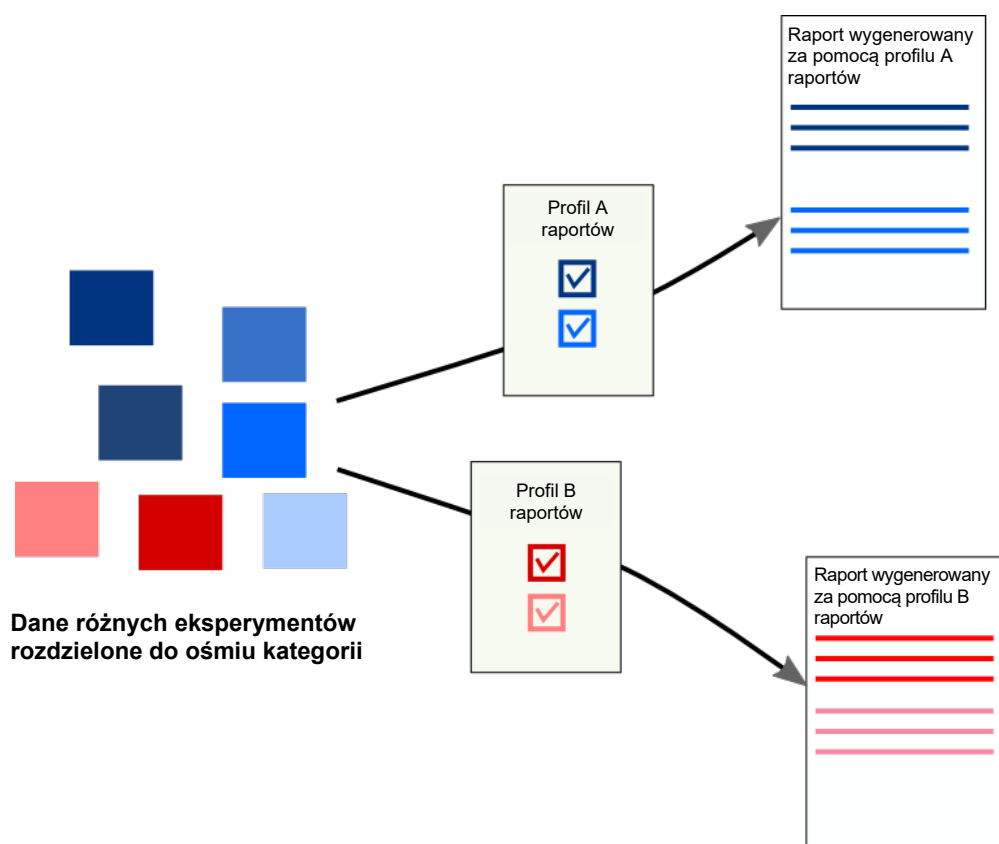 Raport wygenerowany
za pomocą profilu A
raportów
Profil A
raportów
Profil B
raportów
Dane różnych eksperymentów
rozdzielone do ośmiu kategorii
Raport wygenerowany
za pomocą profilu B
raportów